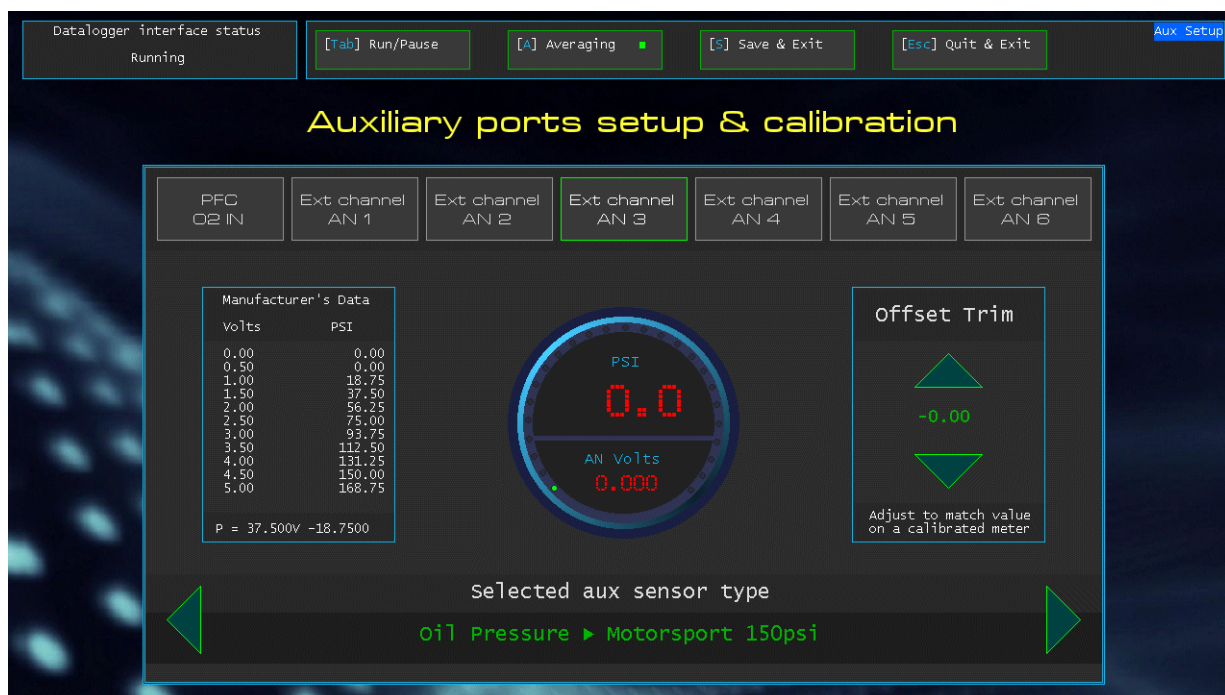 Datalogger interface status
Running
[Tab] Run/Pause
[A] Averaging
[S] Save & Exit
[Esc] Quit & Exit
Aux Setup
Auxiliary ports setup & calibration
PFC
O2 IN
Ext channel
AN 1
Ext channel
AN 2
Ext channel
AN 3
Ext channel
AN 4
Ext channel
AN 5
Ext channel
AN 6
Manufacturer's Data
Volts PSI
0.00 0.00
0.50 0.00
1.00 18.75
1.50 37.50
2.00 56.25
2.50 75.00
3.00 93.75
3.50 112.50
4.00 131.25
4.50 150.00
5.00 168.75
P = 37.500V -18.7500
PSI
0.0
AN Volts
0.000
Offset Trim
-0.00
Adjust to match value
on a calibrated meter
Selected aux sensor type
Oil Pressure ▶ Motorsport 150psi